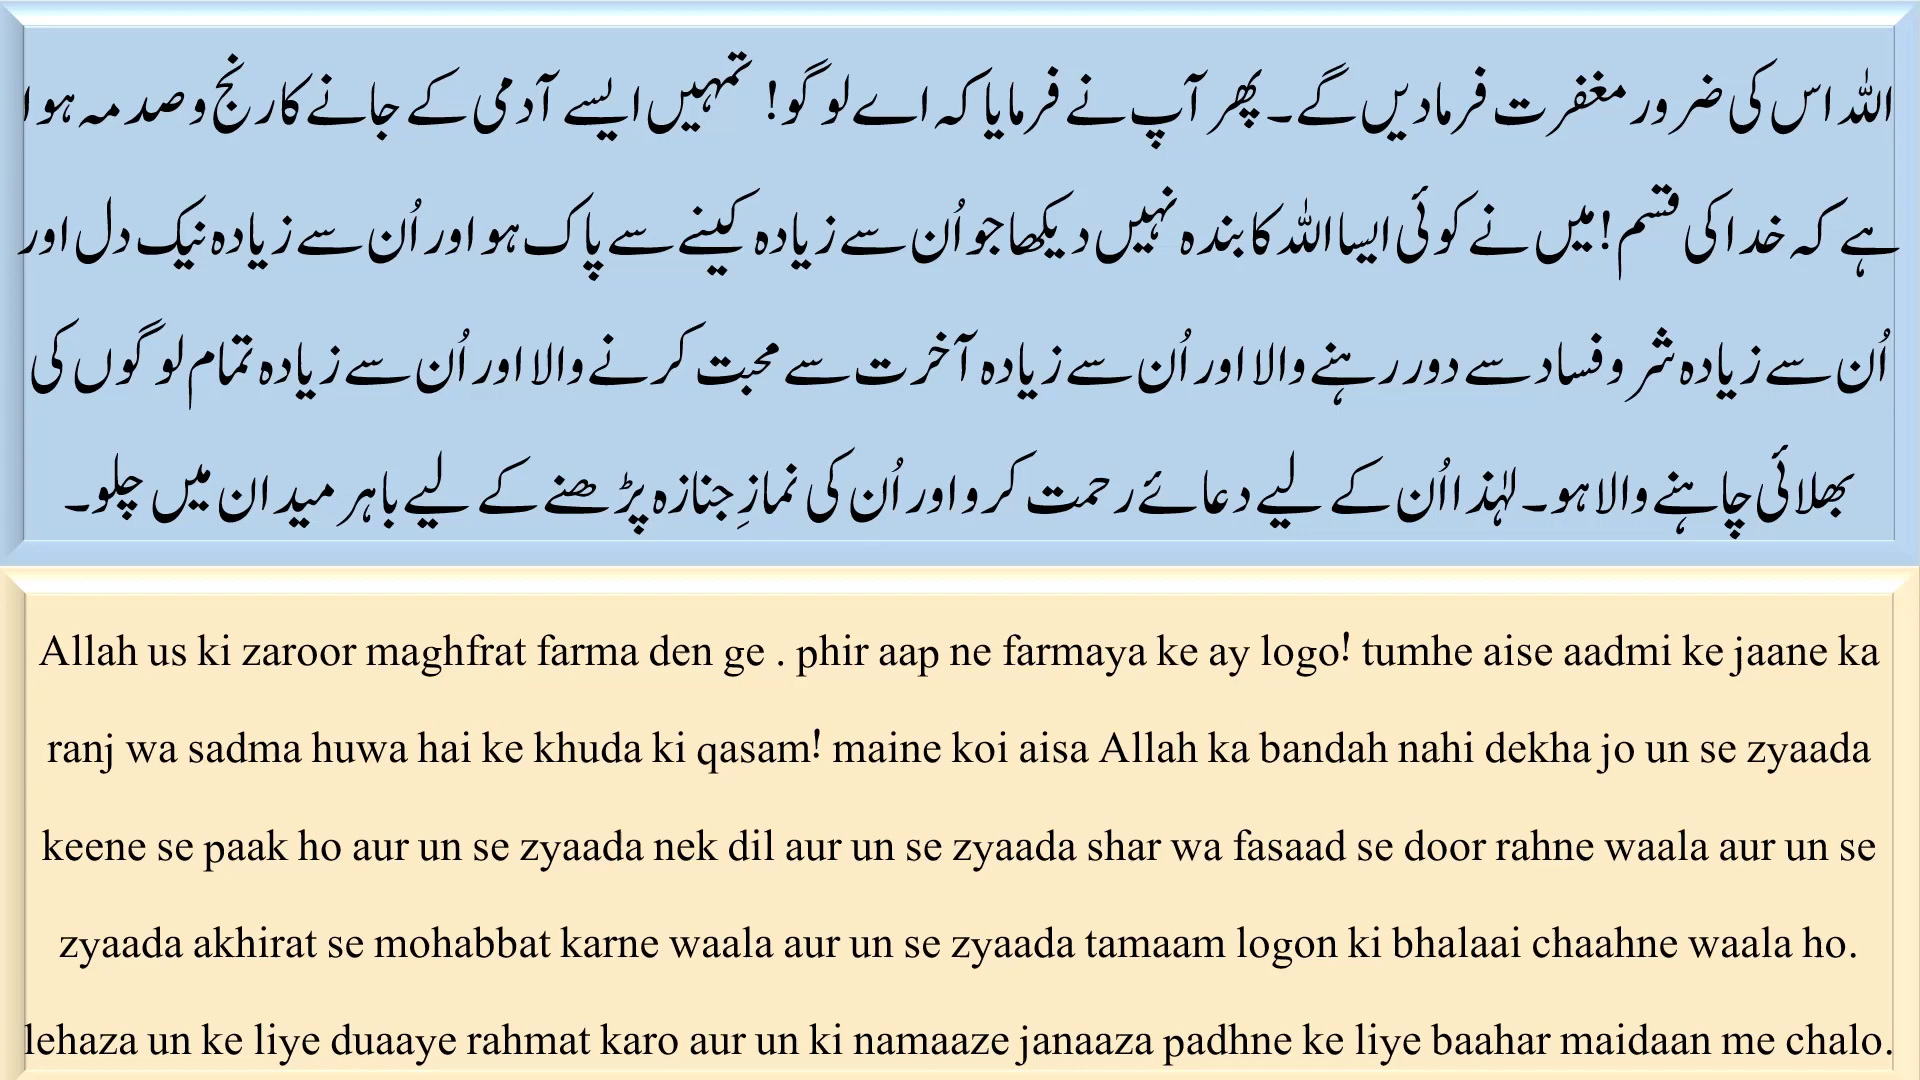 اللہ اس کی ضرور مغفرت فرمادیں گے۔ پھر آپ نے فرمایا کہ اے لوگو! تمہیں ایسے آدمی کے جانے کا رنج و صدمہ ہوا
ہے کہ خدا کی قسم! میں نے کوئی ایسا اللہ کا بندہ نہیں دیکھا جو اُن سے زیادہ کینے سے پاک ہو اور اُن سے زیادہ نیک دل اور
اُن سے زیادہ شر و فساد سے دور رہنے والا اور اُن سے زیادہ آخرت سے محبت کرنے والا اور اُن سے زیادہ تمام لوگوں کی
بھلائی چاہنے والا ہو۔ لہٰذا اُن کے لیے دعائے رحمت کرو اور اُن کی نمازِ جنازہ پڑھنے کے لیے باہر میدان میں چلو۔
Allah us ki zaroor maghfrat farma den ge . phir aap ne farmaya ke ay logo! tumhe aise aadmi ke jaane ka
ranj wa sadma huwa hai ke khuda ki qasam! maine koi aisa Allah ka bandah nahi dekha jo un se zyaada
keene se paak ho aur un se zyaada nek dil aur un se zyaada shar wa fasaad se door rahne waala aur un se
zyaada akhirat se mohabbat karne waala aur un se zyaada tamaam logon ki bhalaai chaahne waala ho.
lehaza un ke liye duaaye rahmat karo aur un ki namaaze janaaza padhne ke liye baahar maidaan me chalo.